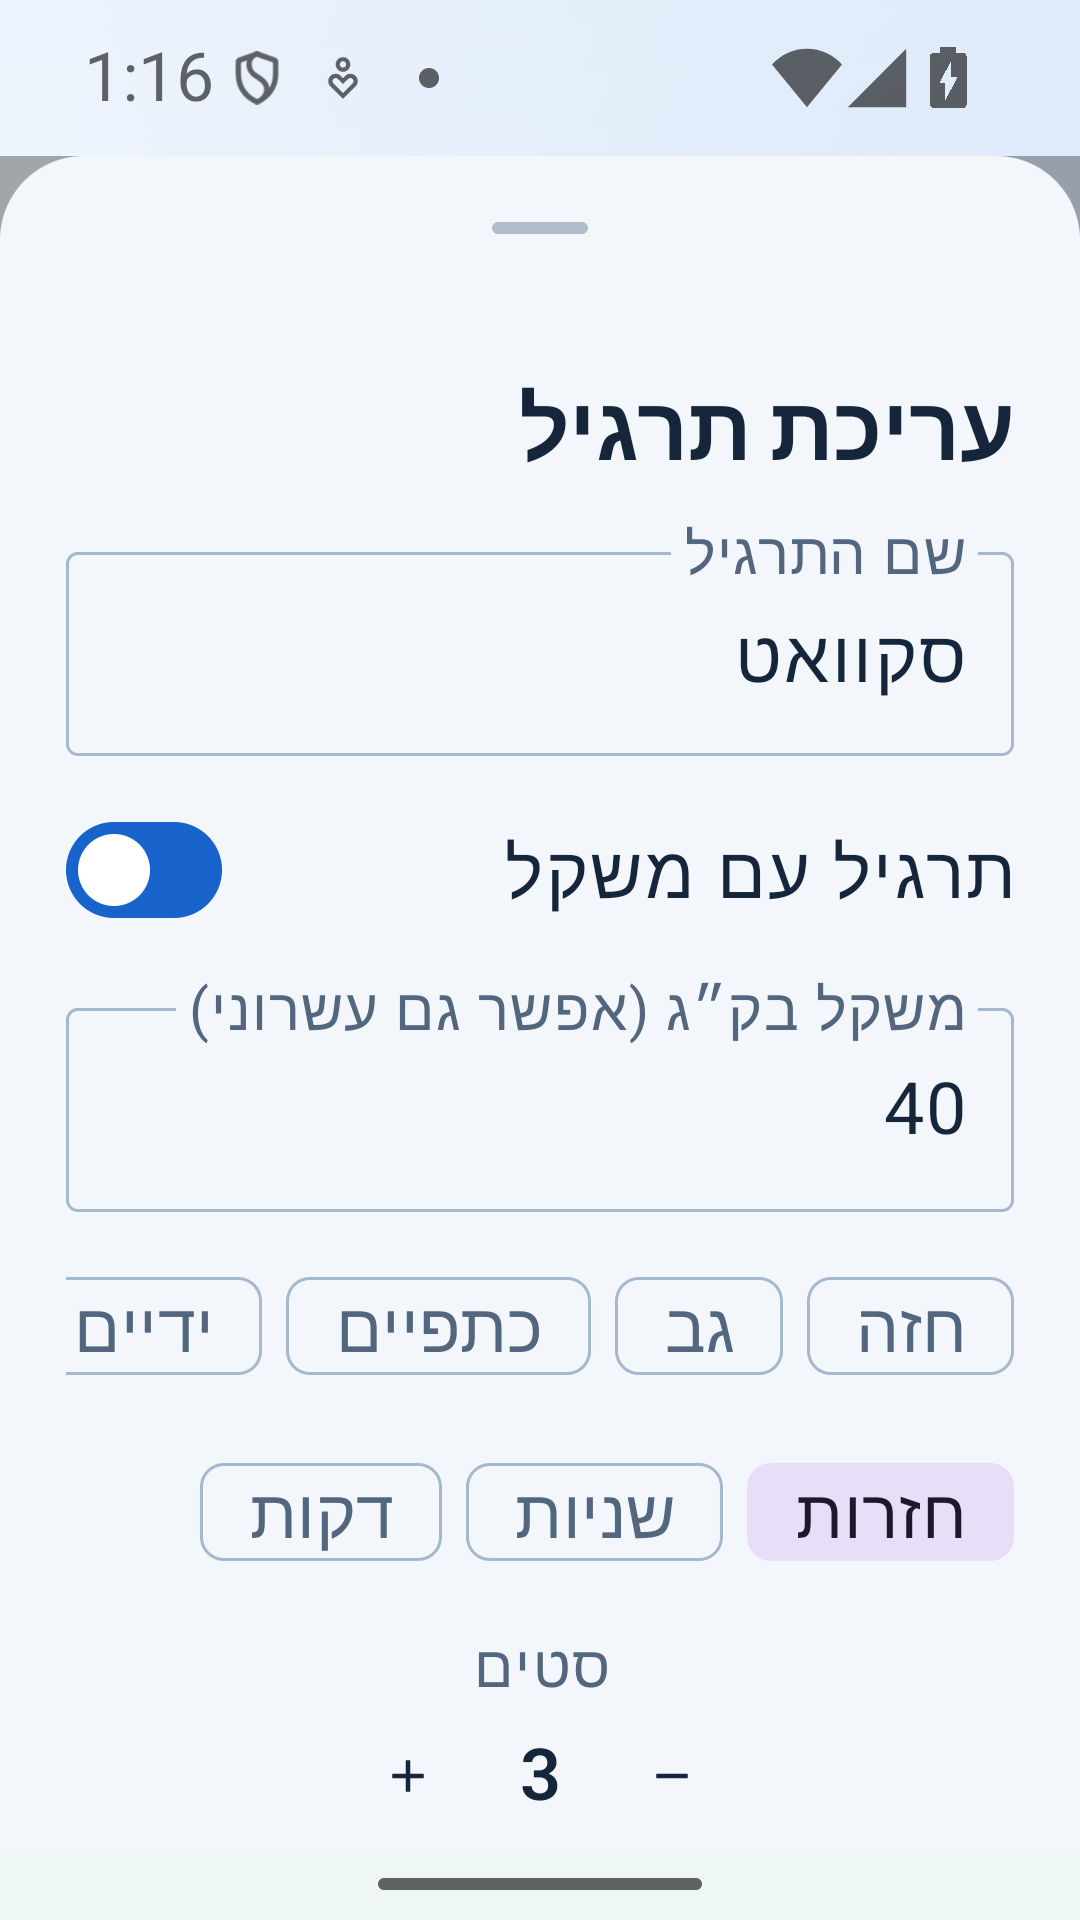 1:16
עריכת תרגיל
שם התרגיל
סקוואט
תרגיל עם משקל
משקל בק״ג (אפשר גם עשרוני)
40
חזה גב כתפיים ידיים
חזרות שניות דקות
סטים
− 3 +